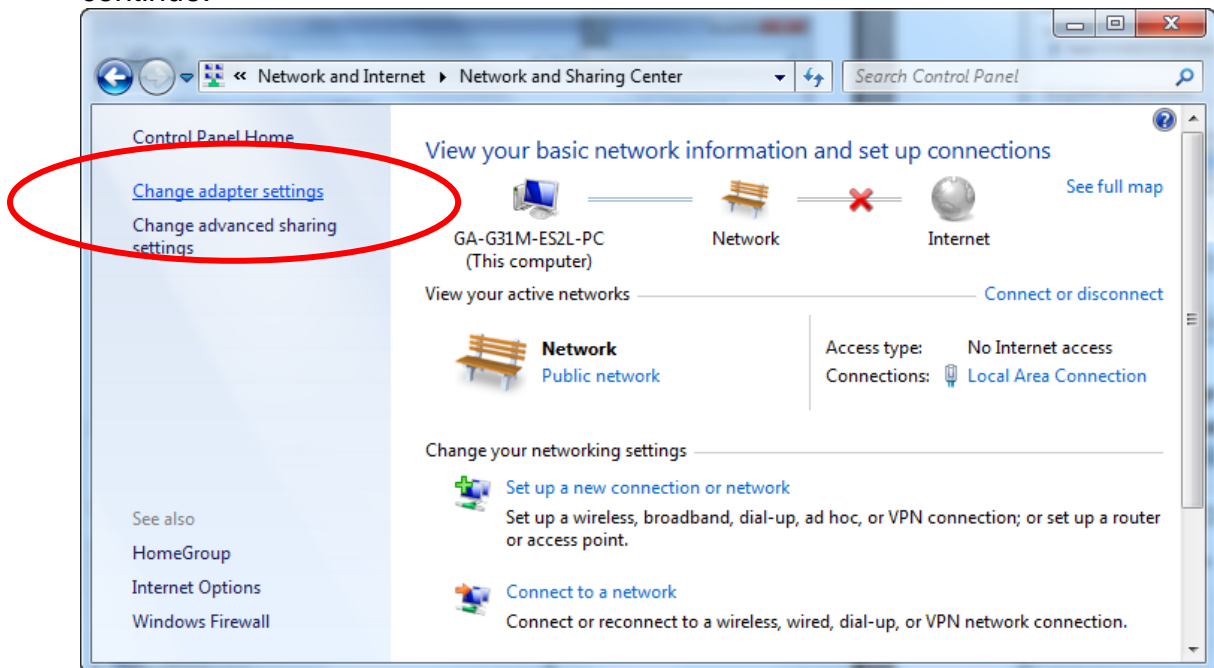 continue.
« Network and Internet ▸ Network and Sharing Center
Search Control Panel
Control Panel Home
Change adapter settings
Change advanced sharing
settings
See also
HomeGroup
Internet Options
Windows Firewall
View your basic network information and set up connections
See full map
GA-G31M-ES2L-PC
(This computer)
Network
Internet
View your active networks
Connect or disconnect
Network
Public network
Access type: No Internet access
Connections: Local Area Connection
Change your networking settings
Set up a new connection or network
Set up a wireless, broadband, dial-up, ad hoc, or VPN connection; or set up a router
or access point.
Connect to a network
Connect or reconnect to a wireless, wired, dial-up, or VPN network connection.